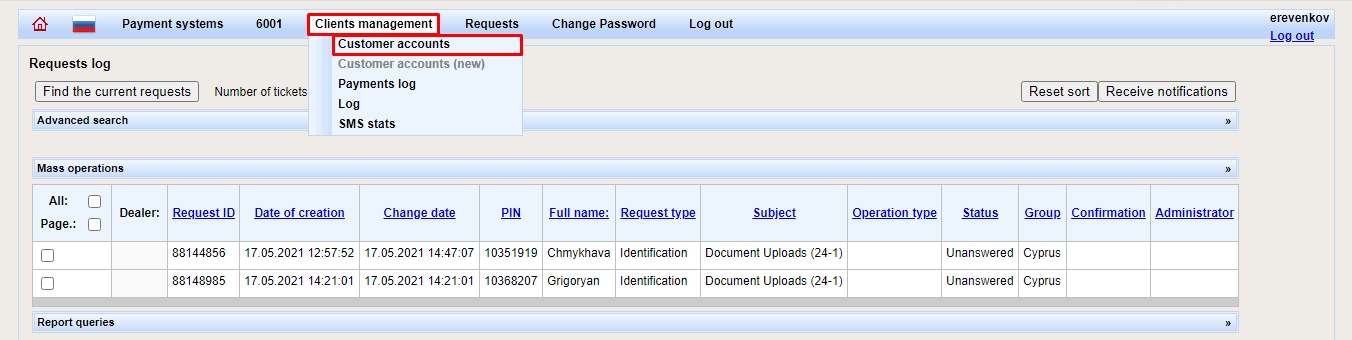 Payment systems 6001 Clients management Requests Change Password Log out erevenkov
Log out
Customer accounts
Customer accounts (new)
Payments log
Log
SMS stats
Requests log
Find the current requests Number of tickets Reset sort Receive notifications
Advanced search »
Mass operations »
All: Page.: Dealer: Request ID Date of creation Change date PIN Full name: Request type Subject Operation type Status Group Confirmation Administrator
88144856 17.05.2021 12:57:52 17.05.2021 14:47:07 10351919 Chmykhava Identification Document Uploads (24-1) Unanswered Cyprus
88148985 17.05.2021 14:21:01 17.05.2021 14:21:01 10368207 Grigoryan Identification Document Uploads (24-1) Unanswered Cyprus
Report queries »